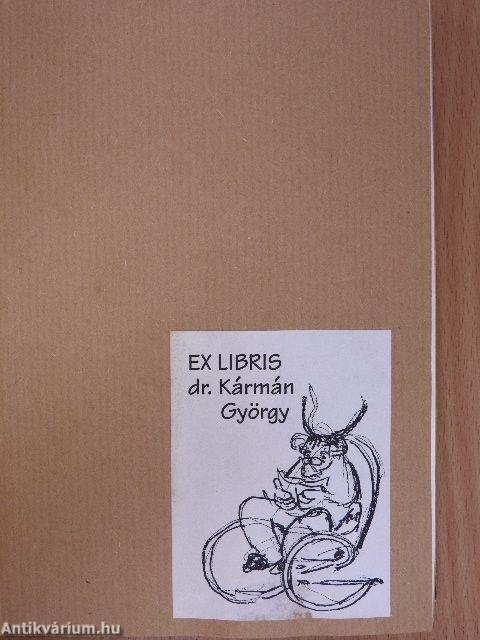 EX LIBRIS
dr. Kármán
György
Antikvárium.hu